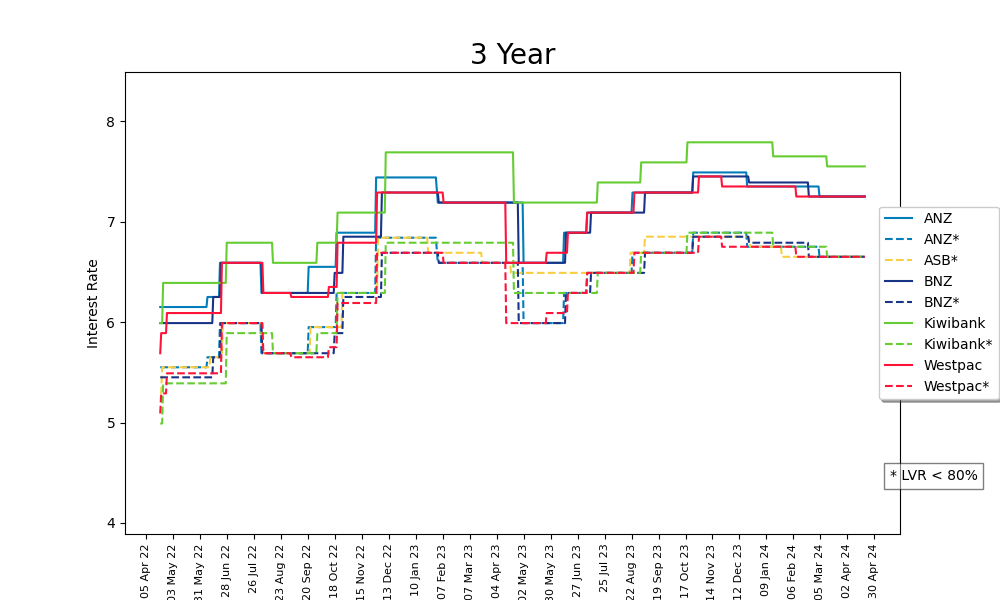 3 Year
Interest Rate
8
7
6
5
4
05 Apr 22
03 May 22
31 May 22
28 Jun 22
26 Jul 22
23 Aug 22
20 Sep 22
18 Oct 22
15 Nov 22
13 Dec 22
10 Jan 23
07 Feb 23
07 Mar 23
04 Apr 23
02 May 23
30 May 23
27 Jun 23
25 Jul 23
22 Aug 23
19 Sep 23
17 Oct 23
14 Nov 23
12 Dec 23
09 Jan 24
06 Feb 24
05 Mar 24
02 Apr 24
30 Apr 24
ANZ
ANZ*
ASB*
BNZ
BNZ*
Kiwibank
Kiwibank*
Westpac
Westpac*
* LVR < 80%